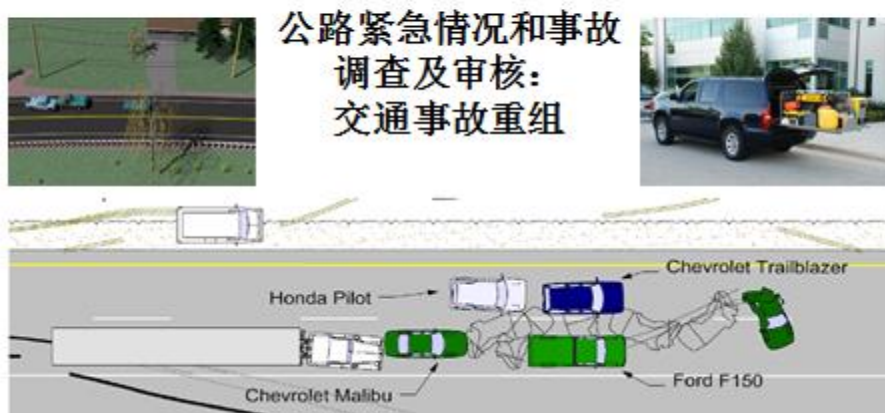 公路紧急情况和事故
调查及审核：
交通事故重组
Chevrolet Trailblazer
Honda Pilot
Chevrolet Malibu
Ford F150